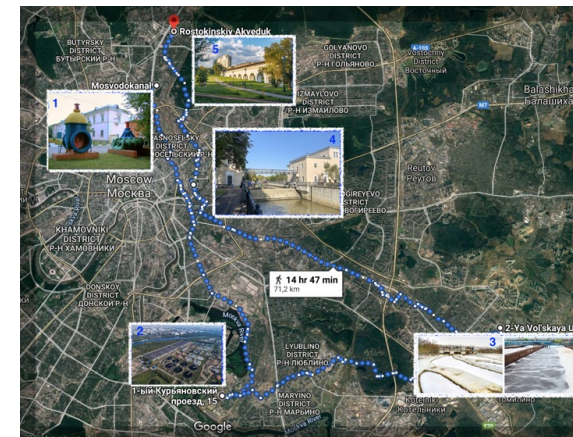 Rostokinskiy Akveduk
5
BUTYRSKY
DISTRICT
БУТЫРСКИЙ Р-Н
GOLYANOVO
DISTRICT
Р-Н ГОЛЬЯНОВО
A-103
Vostochny
District
Восточный
Mosvodokanal
1
IZMAYLOVO
DISTRICT
Р-Н ИЗМАЙЛОВО
M7
Balashikha
Балашиха
4
Reutov
Реутов
Moscow
Москва
KHAMOVNIKI
DISTRICT
Р-Н ХАМОВНИКИ
DONSKOY
DISTRICT
ДОНСКОЙ Р-Н
14 hr 47 min
71,2 km
2
2-Ya Vol'skaya U
3
LYUBLINO
DISTRICT
Р-Н ЛЮБЛИНО
1-ый Курьяновский
проезд, 15
MARYINO
DISTRICT
Р-Н МАРЬИНО
Kotelniki
Котельники
Google